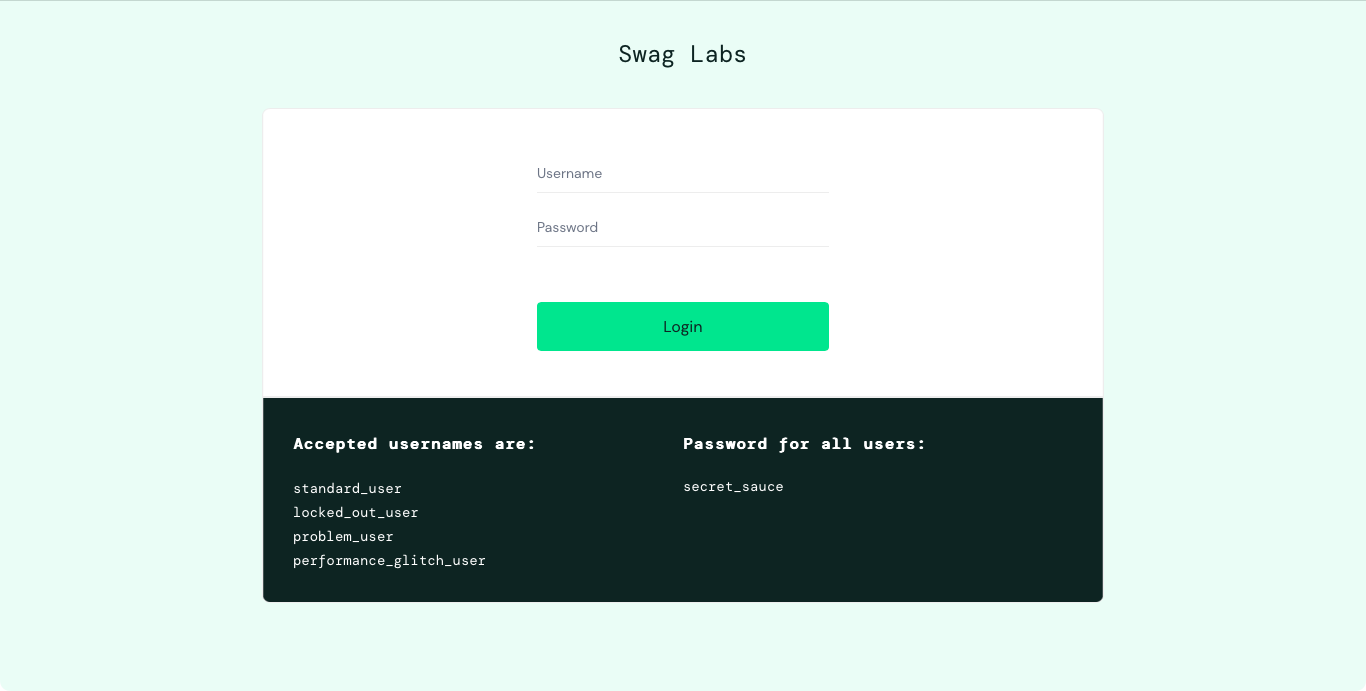 Swag Labs
Username
Password
Login
Accepted usernames are:
standard_user
locked_out_user
problem_user
performance_glitch_user
Password for all users:
secret_sauce